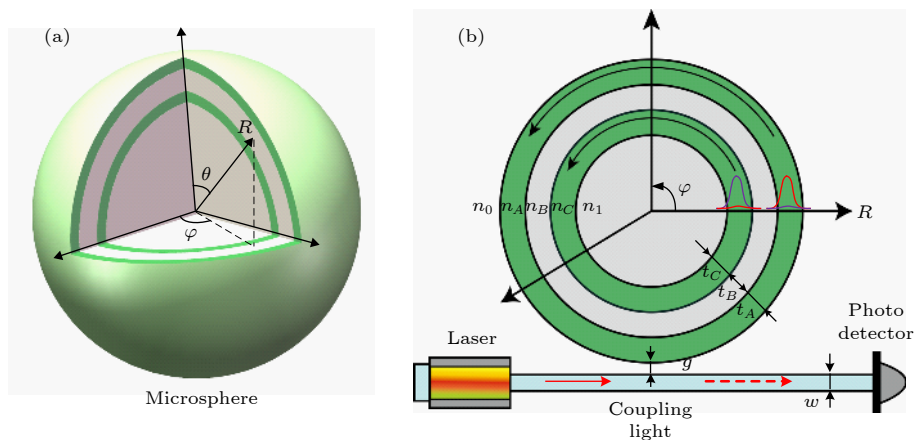 (a)
R
θ
φ
Microsphere
(b)
φ
n0 nA nB nC n1
R
tC
tB
tA
Photo
detector
Laser
g
w
Coupling
light